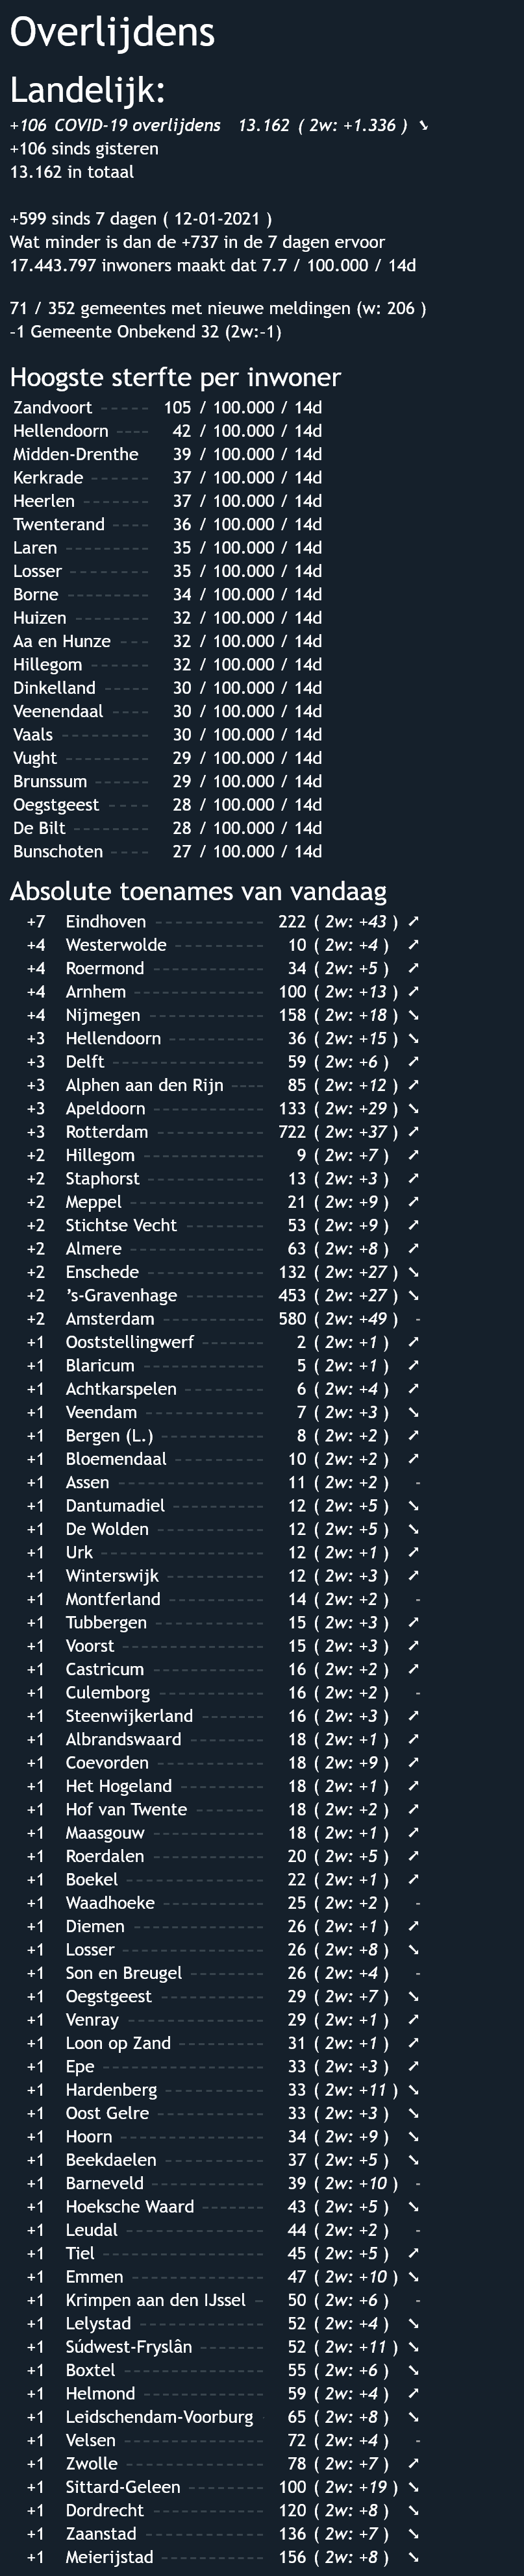 Overlijdens
Landelijk:
+106 COVID-19 overlijdens 13.162 ( 2w: +1.336 ) ➘
+106 sinds gisteren
13.162 in totaal
+599 sinds 7 dagen ( 12-01-2021 )
Wat minder is dan de +737 in de 7 dagen ervoor
17.443.797 inwoners maakt dat 7.7 / 100.000 / 14d
71 / 352 gemeentes met nieuwe meldingen (w: 206 )
-1 Gemeente Onbekend 32 (2w:-1)
Hoogste sterfte per inwoner
Zandvoort ----- 105 / 100.000 / 14d
Hellendoorn ---- 42 / 100.000 / 14d
Midden-Drenthe 39 / 100.000 / 14d
Kerkrade ------ 37 / 100.000 / 14d
Heerlen ------- 37 / 100.000 / 14d
Twenterand ---- 36 / 100.000 / 14d
Laren --------- 35 / 100.000 / 14d
Losser -------- 35 / 100.000 / 14d
Borne --------- 34 / 100.000 / 14d
Huizen -------- 32 / 100.000 / 14d
Aa en Hunze --- 32 / 100.000 / 14d
Hillegom ------ 32 / 100.000 / 14d
Dinkelland ---- 30 / 100.000 / 14d
Veenendaal ---- 30 / 100.000 / 14d
Vaals --------- 30 / 100.000 / 14d
Vught --------- 29 / 100.000 / 14d
Brunssum ------ 29 / 100.000 / 14d
Oegstgeest ---- 28 / 100.000 / 14d
De Bilt -------- 28 / 100.000 / 14d
Bunschoten ---- 27 / 100.000 / 14d
Absolute toenames van vandaag
+7 Eindhoven ------------ 222 ( 2w: +43 ) ➚
+4 Westerwolde ---------- 10 ( 2w: +4 ) ➚
+4 Roermond ------------ 34 ( 2w: +5 ) ➚
+4 Arnhem --------------- 100 ( 2w: +13 ) ➚
+4 Nijmegen ------------- 158 ( 2w: +18 ) ➘
+3 Hellendoorn ----------- 36 ( 2w: +15 ) ➘
+3 Delft ----------------- 59 ( 2w: +6 ) ➚
+3 Alphen aan den Rijn ---- 85 ( 2w: +12 ) ➚
+3 Apeldoorn ------------- 133 ( 2w: +29 ) ➘
+3 Rotterdam ------------ 722 ( 2w: +37 ) ➚
+2 Hillegom -------------- 9 ( 2w: +7 ) ➚
+2 Staphorst ------------- 13 ( 2w: +3 ) ➚
+2 Meppel --------------- 21 ( 2w: +9 ) ➚
+2 Stichtse Vecht --------- 53 ( 2w: +9 ) ➚
+2 Almere --------------- 63 ( 2w: +8 ) ➚
+2 Enschede ------------- 132 ( 2w: +27 ) ➘
+2 's-Gravenhage --------- 453 ( 2w: +27 ) ➘
+2 Amsterdam ------------ 580 ( 2w: +49 ) -
+1 Ooststellingwerf ------- 2 ( 2w: +1 ) ➚
+1 Blaricum -------------- 5 ( 2w: +1 ) ➚
+1 Achtkarspelen --------- 6 ( 2w: +4 ) ➚
+1 Veendam -------------- 7 ( 2w: +3 ) ➘
+1 Bergen (L.) ------------ 8 ( 2w: +2 ) ➚
+1 Bloemendaal ---------- 10 ( 2w: +2 ) ➚
+1 Assen ----------------- 11 ( 2w: +2 ) -
+1 Dantumadiel ---------- 12 ( 2w: +5 ) ➘
+1 De Wolden ------------ 12 ( 2w: +5 ) ➘
+1 Urk ------------------- 12 ( 2w: +1 ) ➚
+1 Winterswijk ----------- 12 ( 2w: +3 ) ➚
+1 Montferland ----------- 14 ( 2w: +2 ) -
+1 Tubbergen ------------ 15 ( 2w: +3 ) ➚
+1 Voorst ---------------- 15 ( 2w: +3 ) ➚
+1 Castricum ------------- 16 ( 2w: +2 ) ➚
+1 Culemborg ------------ 16 ( 2w: +2 ) -
+1 Steenwijkerland ------- 16 ( 2w: +3 ) ➚
+1 Albrandswaard -------- 18 ( 2w: +1 ) ➚
+1 Coevorden ------------ 18 ( 2w: +9 ) ➚
+1 Het Hogeland --------- 18 ( 2w: +1 ) ➚
+1 Hof van Twente ------- 18 ( 2w: +2 ) ➚
+1 Maasgouw ------------- 18 ( 2w: +1 ) ➚
+1 Roerdalen ------------- 20 ( 2w: +5 ) ➚
+1 Boekel ---------------- 22 ( 2w: +1 ) ➚
+1 Waadhoeke ----------- 25 ( 2w: +2 ) -
+1 Diemen --------------- 26 ( 2w: +1 ) ➚
+1 Losser ---------------- 26 ( 2w: +8 ) ➘
+1 Son en Breugel -------- 26 ( 2w: +4 ) -
+1 Oegstgeest ------------ 29 ( 2w: +7 ) ➘
+1 Venray ---------------- 29 ( 2w: +1 ) ➚
+1 Loon op Zand --------- 31 ( 2w: +1 ) ➚
+1 Epe ------------------- 33 ( 2w: +3 ) ➚
+1 Hardenberg ----------- 33 ( 2w: +11 ) ➘
+1 Oost Gelre ------------ 33 ( 2w: +3 ) ➘
+1 Hoorn ----------------- 34 ( 2w: +9 ) ➘
+1 Beekdaelen ----------- 37 ( 2w: +5 ) ➘
+1 Barneveld ------------- 39 ( 2w: +10 ) -
+1 Hoeksche Waard ------- 43 ( 2w: +5 ) ➘
+1 Leudal ---------------- 44 ( 2w: +2 ) -
+1 Tiel ------------------- 45 ( 2w: +5 ) ➚
+1 Emmen --------------- 47 ( 2w: +10 ) ➘
+1 Krimpen aan den IJssel - 50 ( 2w: +6 ) -
+1 Lelystad -------------- 52 ( 2w: +4 ) ➘
+1 Súdwest-Fryslân ------- 52 ( 2w: +11 ) ➘
+1 Boxtel ---------------- 55 ( 2w: +6 ) ➘
+1 Helmond -------------- 59 ( 2w: +4 ) ➚
+1 Leidschendam-Voorburg - 65 ( 2w: +8 ) ➘
+1 Velsen ---------------- 72 ( 2w: +4 ) -
+1 Zwolle ---------------- 78 ( 2w: +7 ) ➚
+1 Sittard-Geleen --------- 100 ( 2w: +19 ) ➘
+1 Dordrecht ------------- 120 ( 2w: +8 ) ➘
+1 Zaanstad -------------- 136 ( 2w: +7 ) ➘
+1 Meierijstad ------------ 156 ( 2w: +8 ) ➘